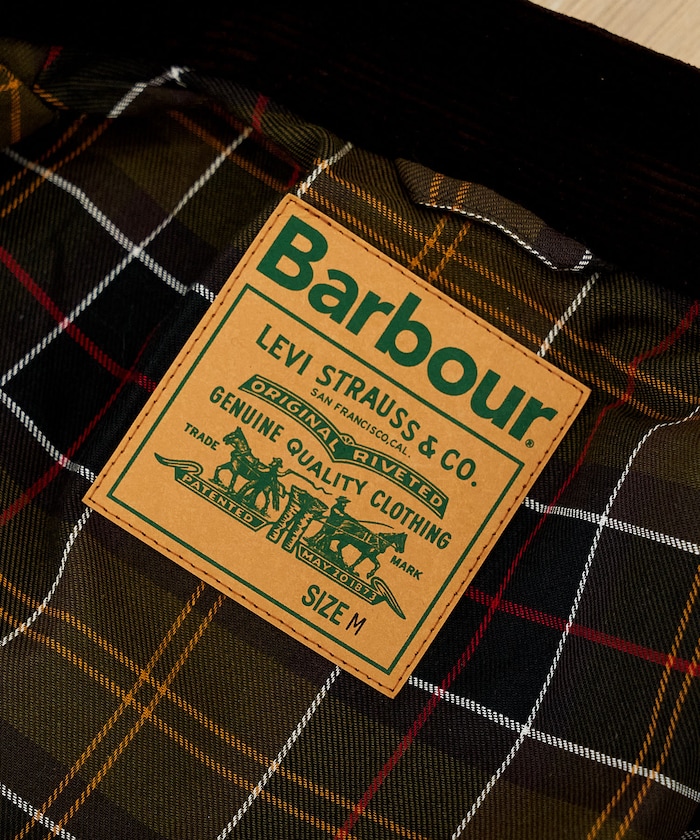 Barbour®
LEVI STRAUSS & CO.
SAN FRANCISCO, CAL.
ORIGINAL RIVETED
GENUINE QUALITY CLOTHING
TRADE MARK
PATENTED MAY 20 1873
SIZE M